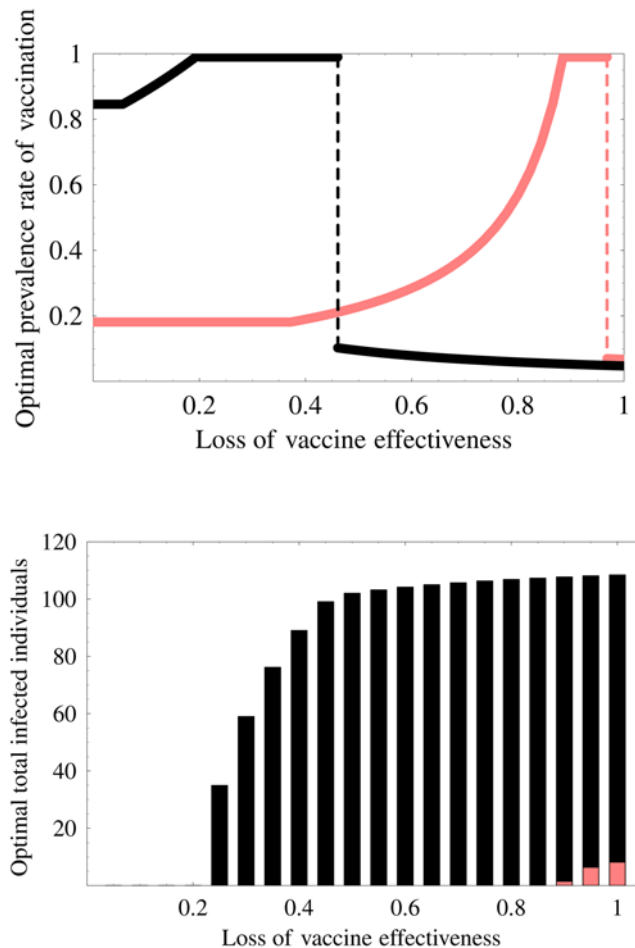 Optimal prevalence rate of vaccination
1
0.8
0.6
0.4
0.2
0.2 0.4 0.6 0.8 1
Loss of vaccine effectiveness
Optimal total infected individuals
120
100
80
60
40
20
0.2 0.4 0.6 0.8 1
Loss of vaccine effectiveness